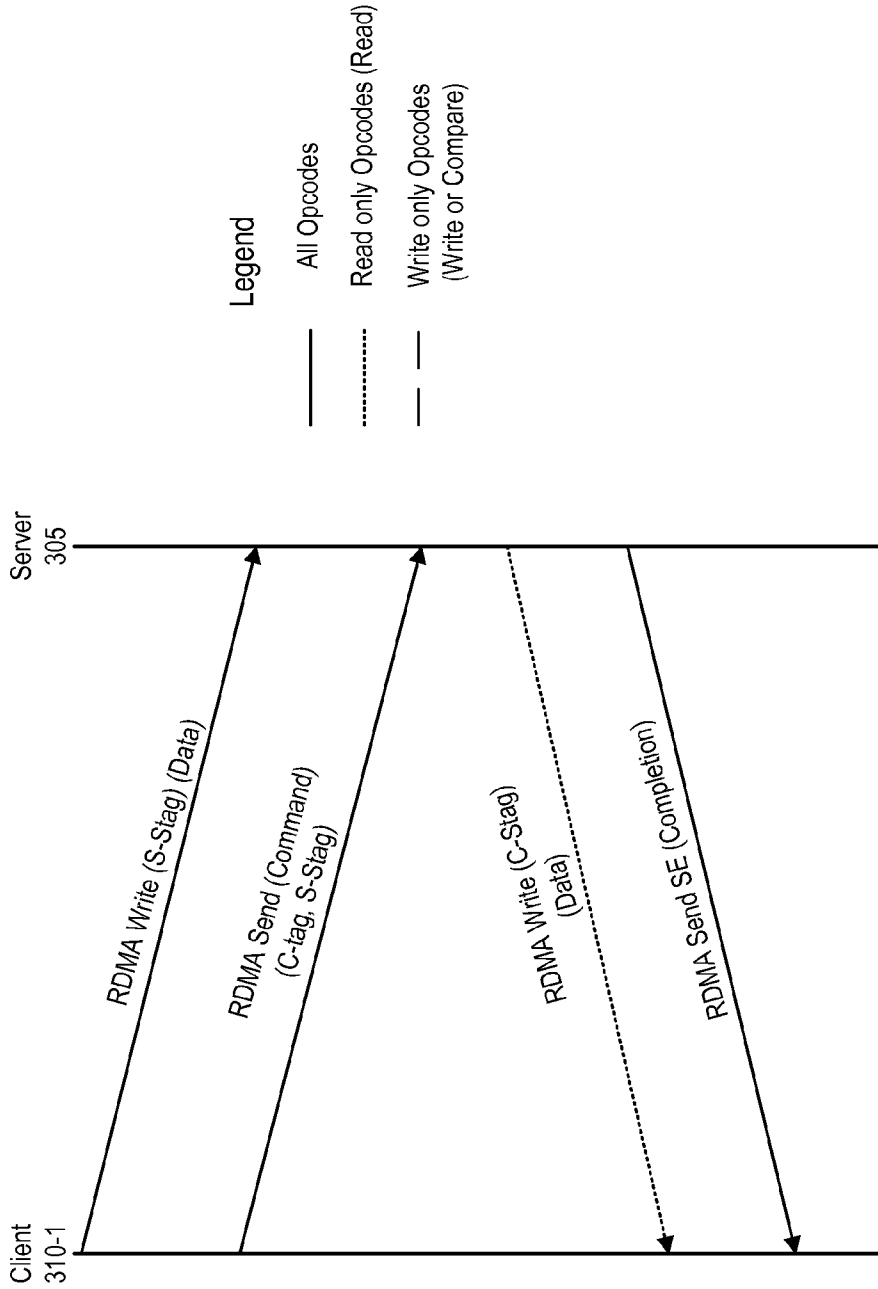 Client
310-1
Server
305
RDMA Write (S-Stag) (Data)
RDMA Send (Command)
(C-tag, S-Stag)
RDMA Write (C-Stag)
(Data)
RDMA Send SE (Completion)
Legend
All Opcodes
Read only Opcodes (Read)
Write only Opcodes
(Write or Compare)